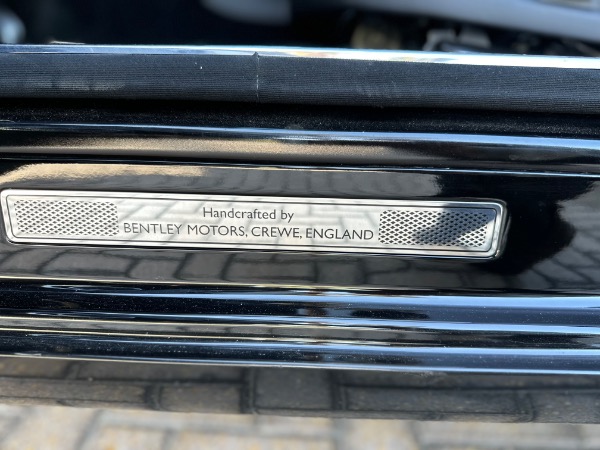 Handcrafted by
BENTLEY MOTORS, CREWE, ENGLAND